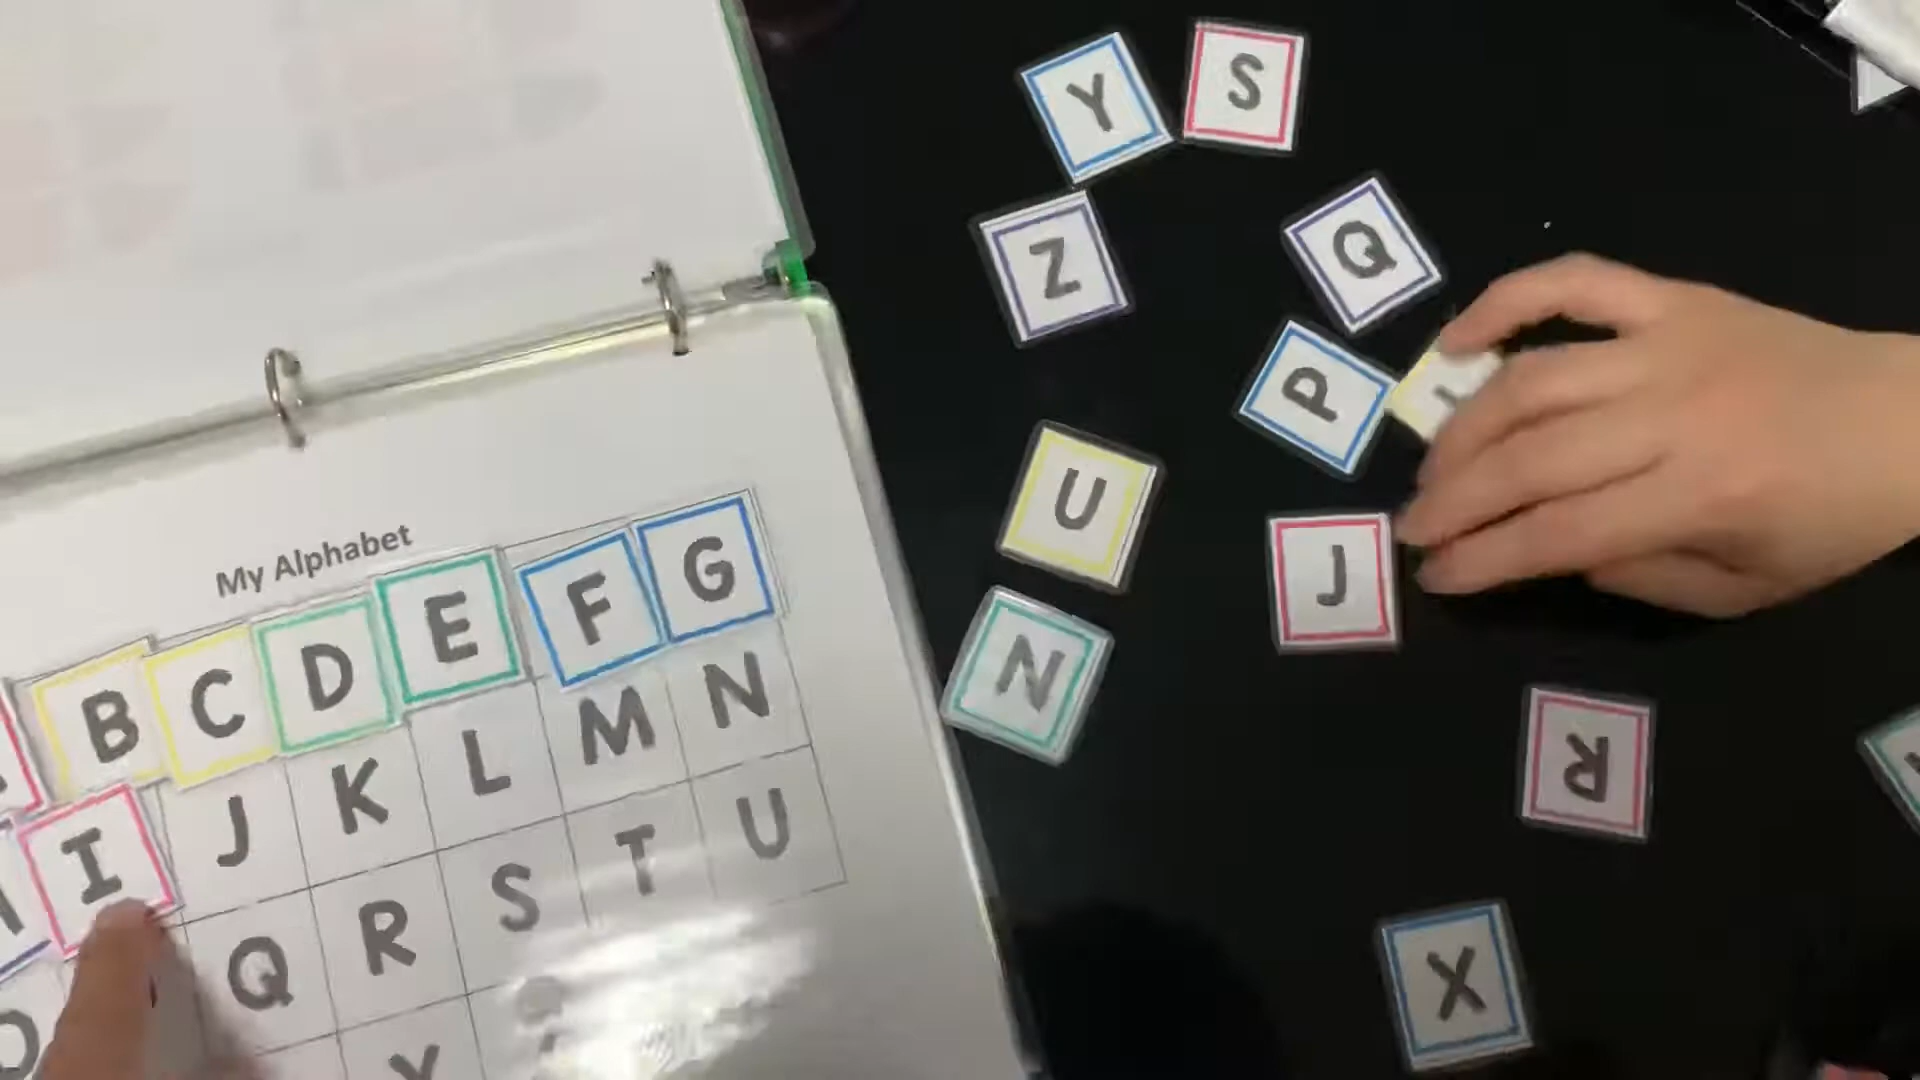 My Alphabet
B C D E F G
I J K L M N
Q R S T U
Y S
Z Q
P
U J
N
R
X